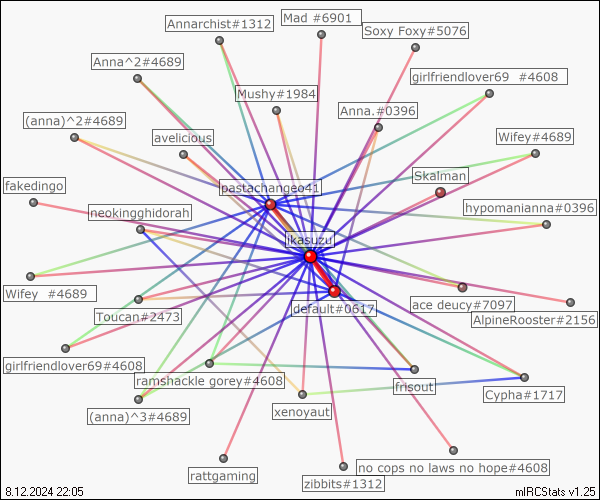 Mad #6901
Annarchist#1312
Soxy Foxy#5076
Anna^2#4689
girlfriendlover69 #4608
Mushy#1984
Anna.#0396
(anna)^2#4689
avelicious
Wifey#4689
Skalman
fakedingo
pastachangeo41
hypomanianna#0396
neokingghidorah
ikasuzu
Wifey #4689
ace deucy#7097
default#0617
Toucan#2473
AlpineRooster#2156
girlfriendlover69#4608
ramshackle gorey#4608
frisout
Cypha#1717
(anna)^3#4689
xenoyaut
rattgaming
no cops no laws no hope#4608
zibbits#1312
8.12.2024 22:05
mIRCStats v1.25